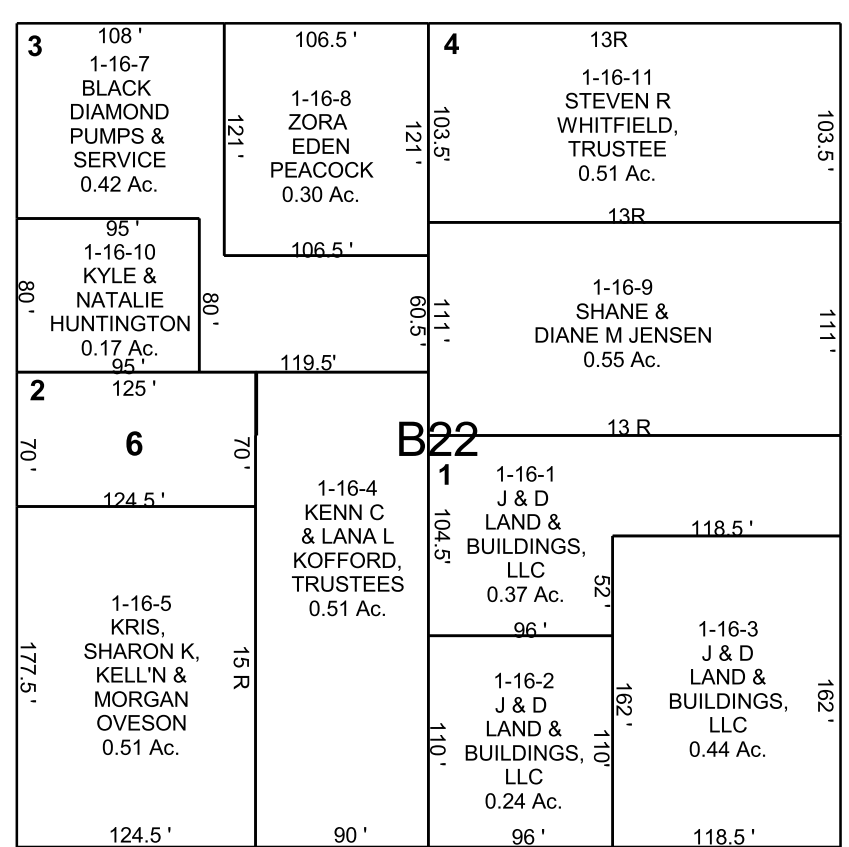 3
108 '
1-16-7
BLACK
DIAMOND
PUMPS &
SERVICE
0.42 Ac.
106.5 '
1-16-8
ZORA
EDEN
PEACOCK
0.30 Ac.
121 '
121 '
106.5 '
4
13R
1-16-11
STEVEN R
WHITFIELD,
TRUSTEE
0.51 Ac.
103.5'
103.5 '
13R
95 '
1-16-10
KYLE &
NATALIE
HUNTINGTON
0.17 Ac.
80 '
80 '
95 '
60.5 '
119.5'
1-16-9
SHANE &
DIANE M JENSEN
0.55 Ac.
111 '
111 '
13 R
2
125 '
6
70 '
70 '
124.5 '
B22
1-16-4
KENN C
& LANA L
KOFFORD,
TRUSTEES
0.51 Ac.
90 '
1
1-16-1
J & D
LAND &
BUILDINGS,
LLC
0.37 Ac.
104.5'
52 '
96 '
118.5 '
1-16-5
KRIS,
SHARON K,
KELL'N &
MORGAN
OVESON
0.51 Ac.
177.5 '
15 R
124.5 '
1-16-2
J & D
LAND &
BUILDINGS,
LLC
0.24 Ac.
110 '
110'
96 '
1-16-3
J & D
LAND &
BUILDINGS,
LLC
0.44 Ac.
162 '
162 '
118.5 '